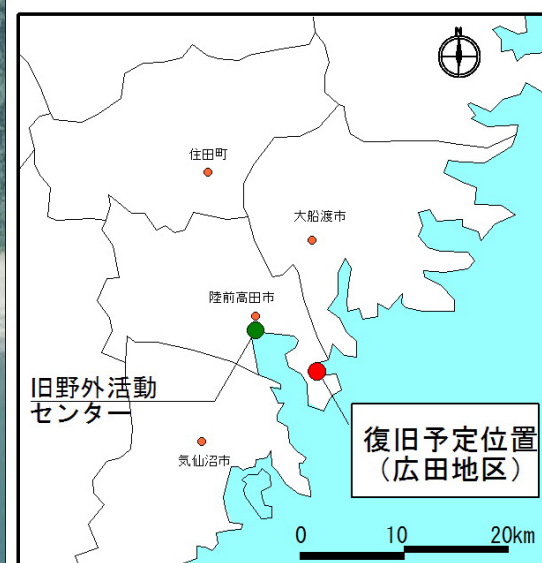 N
住田町
大船渡市
陸前高田市
旧野外活動
センター
復旧予定位置
（広田地区）
気仙沼市
0 10 20km